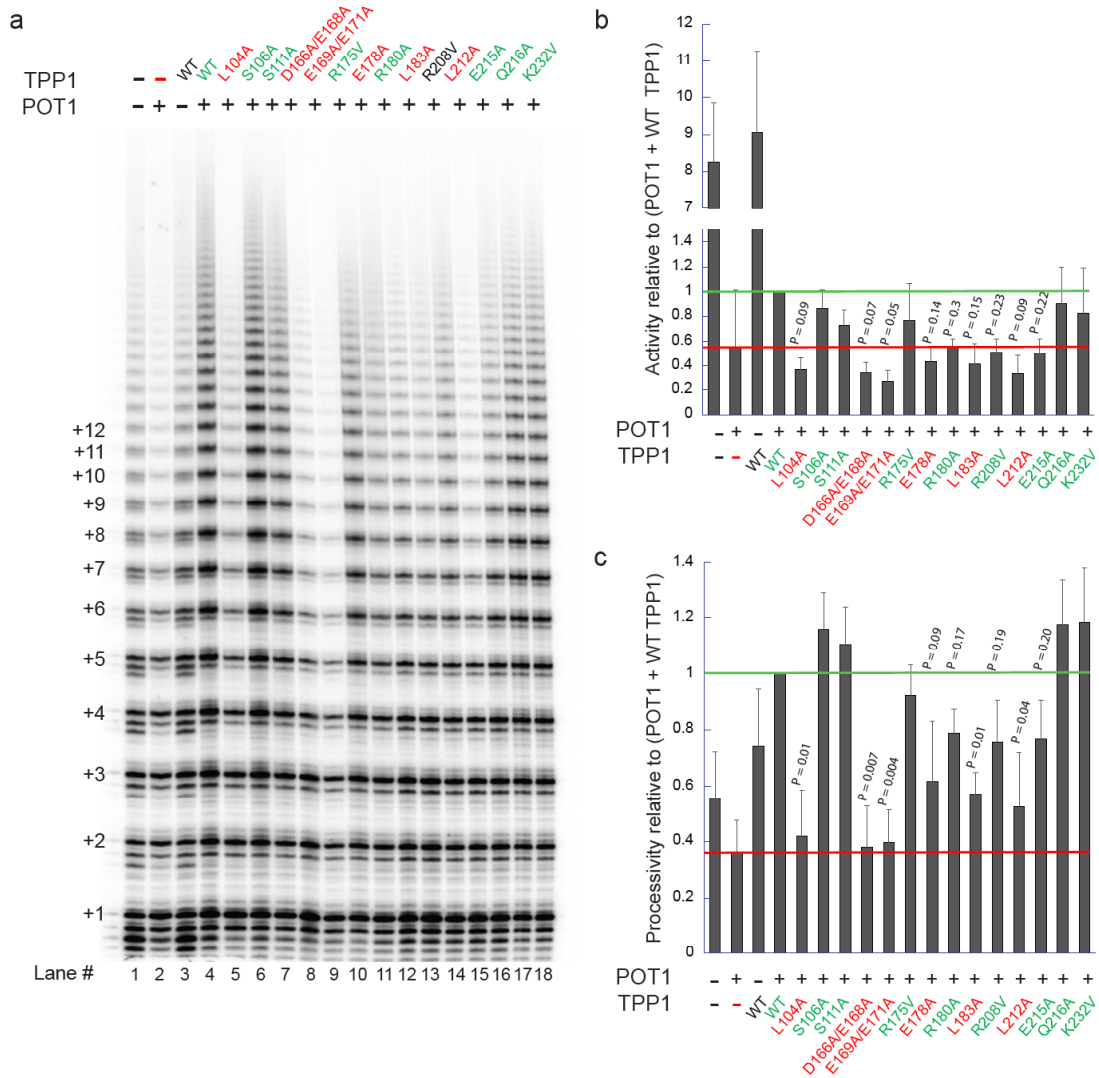 a
TPP1 – – WT WT L104A S106A S111A D166A/E168A E169A/E171A R175V E178A R180A L183A R208V L212A E215A Q216A K232V
POT1 – + – + + + + + + + + + + + + + + +
+12
+11
+10
+9
+8
+7
+6
+5
+4
+3
+2
+1
Lane # 1 2 3 4 5 6 7 8 9 10 11 12 13 14 15 16 17 18
b
Activity relative to (POT1 + WT TPP1)
12
11
10
9
8
7
1.4
1.2
1
0.8
0.6
0.4
0.2
0
P = 0.09
P = 0.07
P = 0.05
P = 0.14
P = 0.3
P = 0.15
P = 0.23
P = 0.09
P = 0.22
POT1 – + – + + + + + + + + + + + + + + +
TPP1 – – WT WT L104A S106A S111A D166A/E168A E169A/E171A R175V E178A R180A L183A R208V L212A E215A Q216A K232V
c
Processivity relative to (POT1 + WT TPP1)
1.4
1.2
1
0.8
0.6
0.4
0.2
0
P = 0.01
P = 0.007
P = 0.004
P = 0.09
P = 0.17
P = 0.01
P = 0.19
P = 0.04
P = 0.20
POT1 – + – + + + + + + + + + + + + + + +
TPP1 – – WT WT L104A S106A S111A D166A/E168A E169A/E171A R175V E178A R180A L183A R208V L212A E215A Q216A K232V